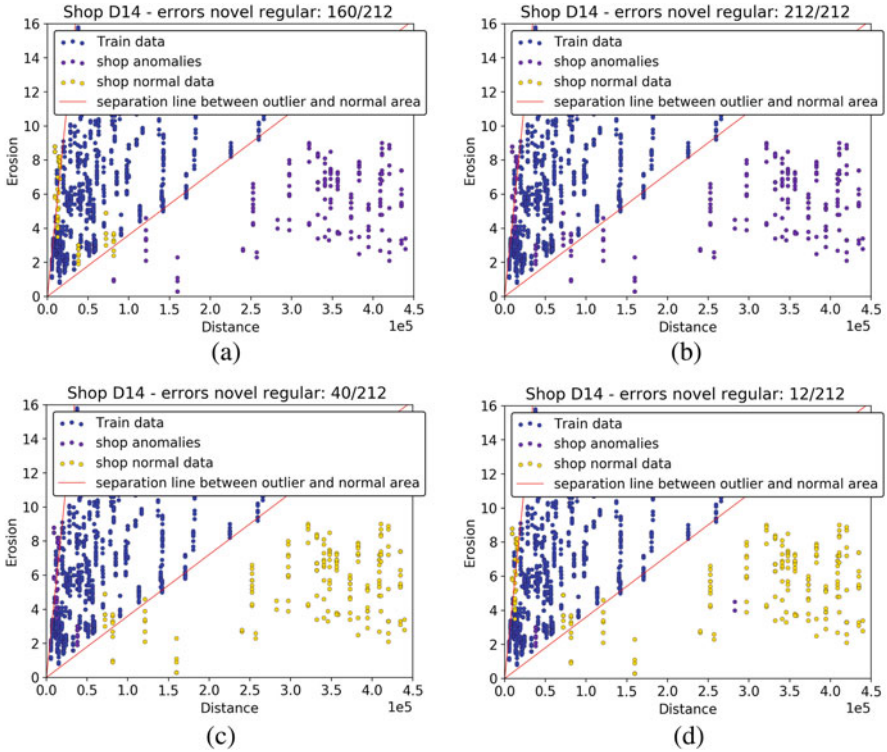 Shop D14 - errors novel regular: 160/212
16
14
12
10
8
6
4
2
0
Erosion
Train data
shop anomalies
shop normal data
separation line between outlier and normal area
0.0 0.5 1.0 1.5 2.0 2.5 3.0 3.5 4.0 4.5
Distance
1e5
(a)
Shop D14 - errors novel regular: 212/212
16
14
12
10
8
6
4
2
0
Erosion
Train data
shop anomalies
shop normal data
separation line between outlier and normal area
0.0 0.5 1.0 1.5 2.0 2.5 3.0 3.5 4.0 4.5
Distance
1e5
(b)
Shop D14 - errors novel regular: 40/212
16
14
12
10
8
6
4
2
0
Erosion
Train data
shop anomalies
shop normal data
separation line between outlier and normal area
0.0 0.5 1.0 1.5 2.0 2.5 3.0 3.5 4.0 4.5
Distance
1e5
(c)
Shop D14 - errors novel regular: 12/212
16
14
12
10
8
6
4
2
0
Erosion
Train data
shop anomalies
shop normal data
separation line between outlier and normal area
0.0 0.5 1.0 1.5 2.0 2.5 3.0 3.5 4.0 4.5
Distance
1e5
(d)